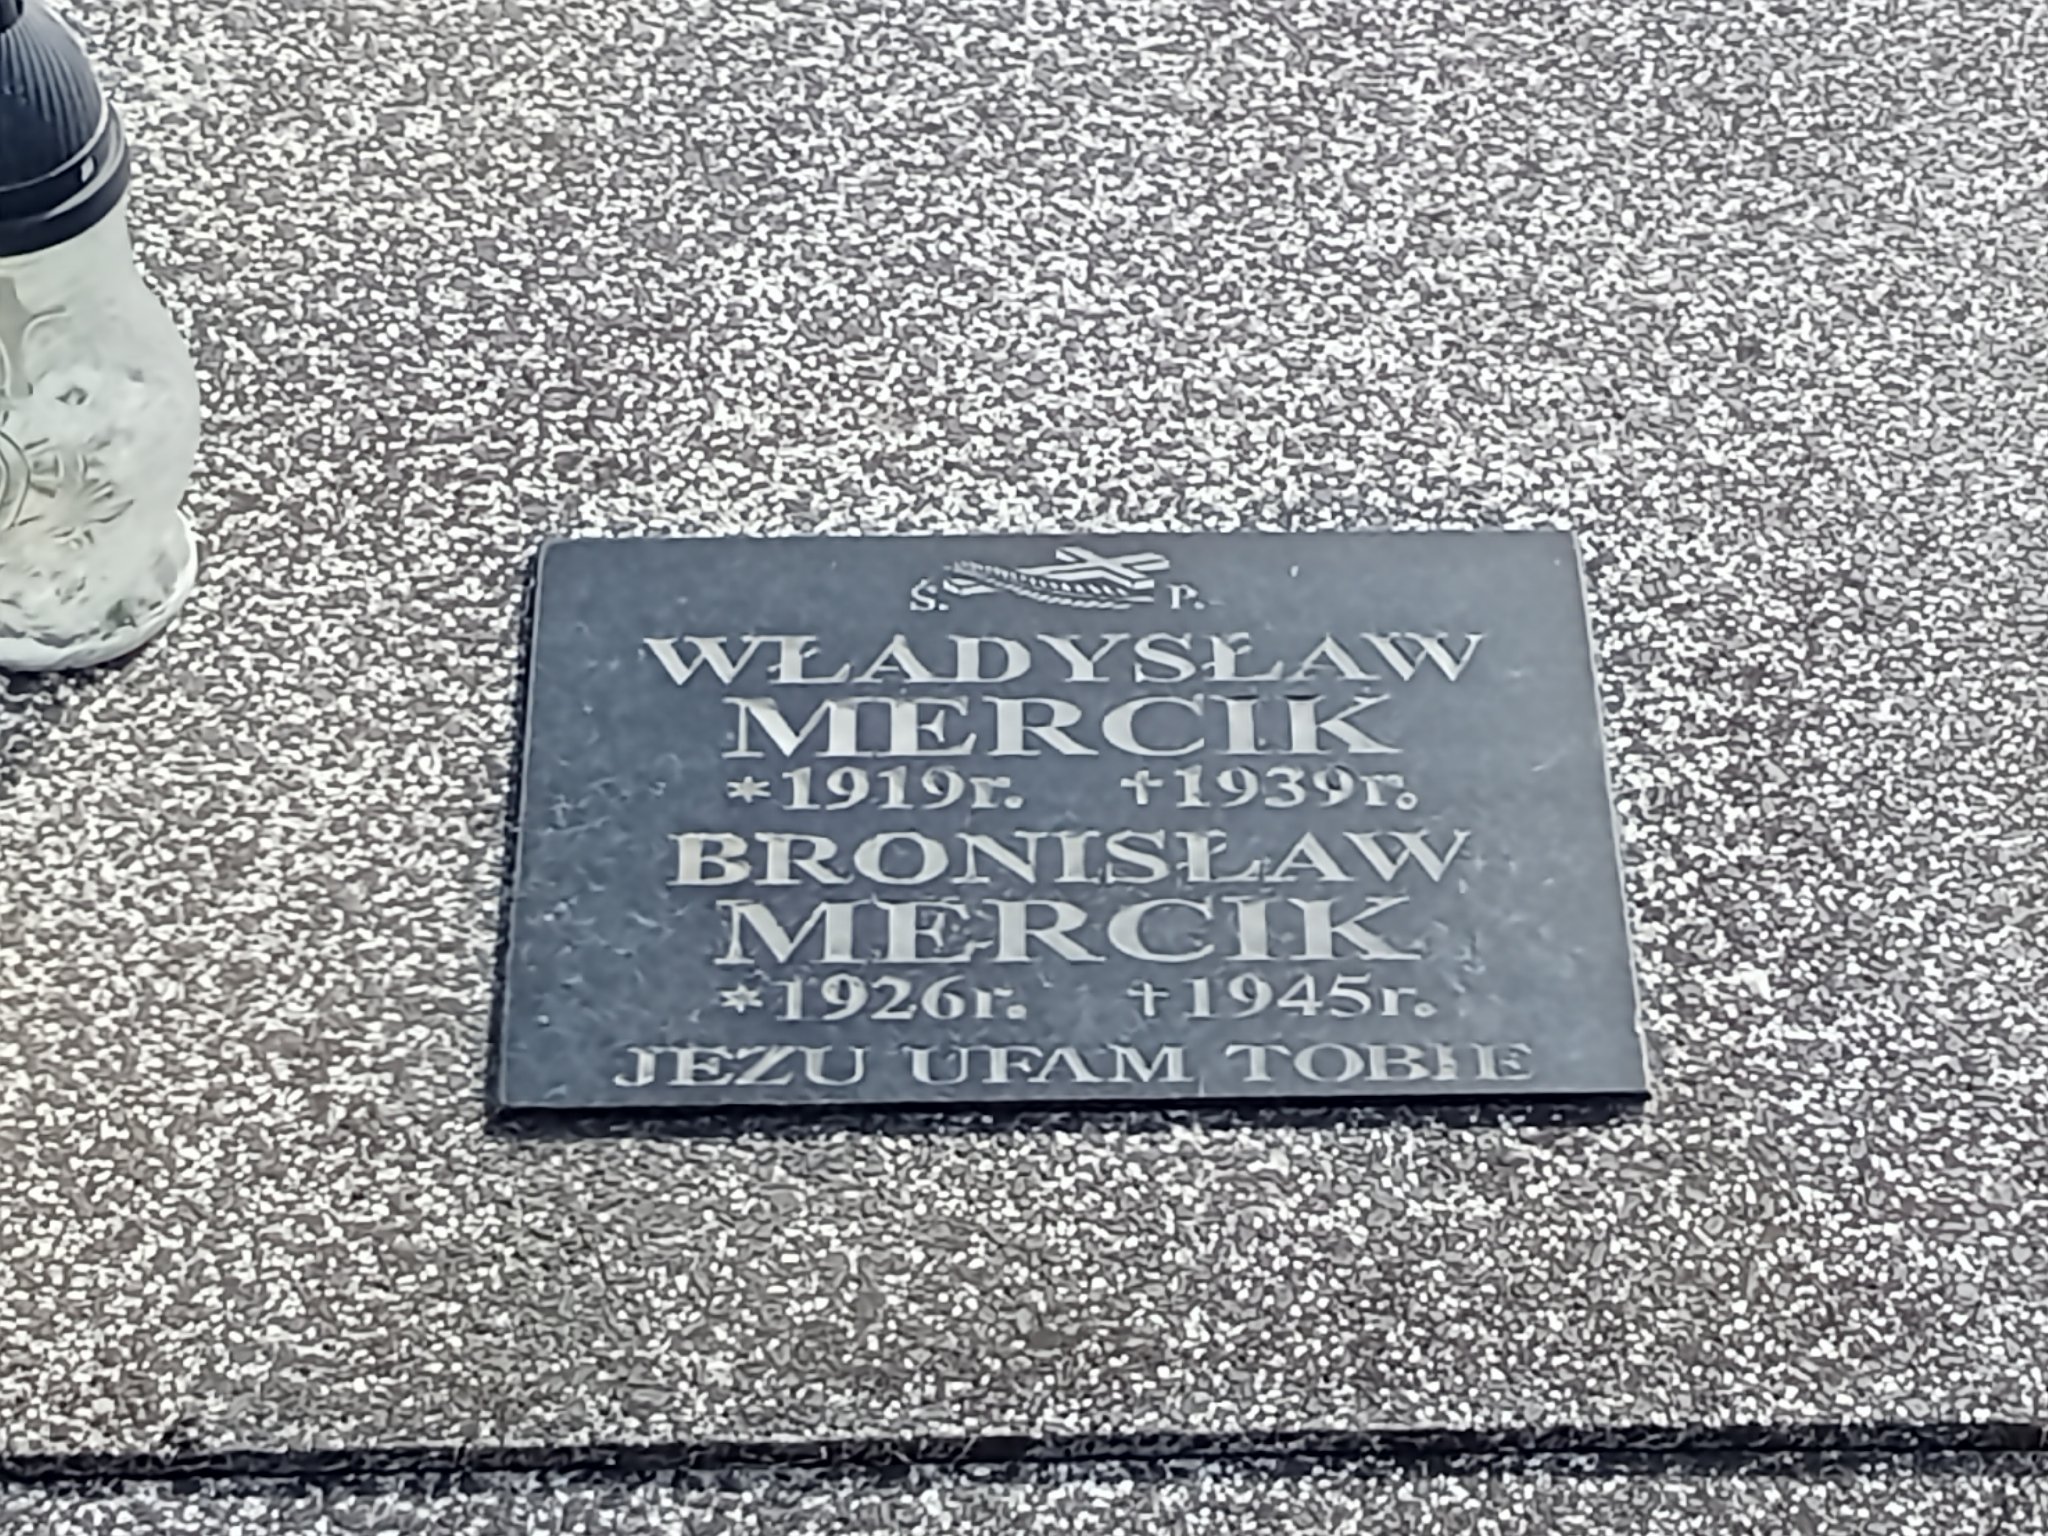 Ś. P.
WŁADYSŁAW
MERCIK
*1919r. †1939r.
BRONISŁAW
MERCIK
*1926r. †1945r.
JEZU UFAM TOBIE